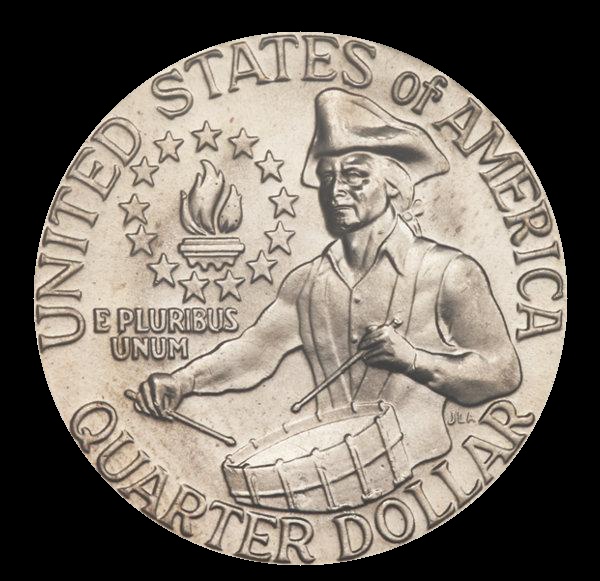 UNITED STATES of AMERICA
E PLURIBUS
UNUM
JLA
QUARTER DOLLAR